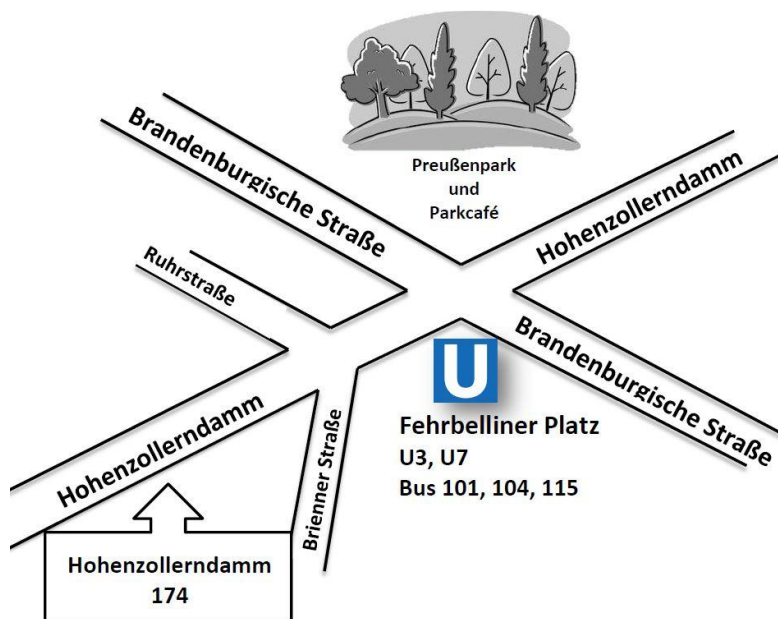 Preußenpark
und
Parkcafé
Brandenburgische Straße
Hohenzollerndamm
Ruhrstraße
Brandenburgische Straße
U
Fehrbelliner Platz
U3, U7
Bus 101, 104, 115
Hohenzollerndamm
Brienner Straße
Hohenzollerndamm
174